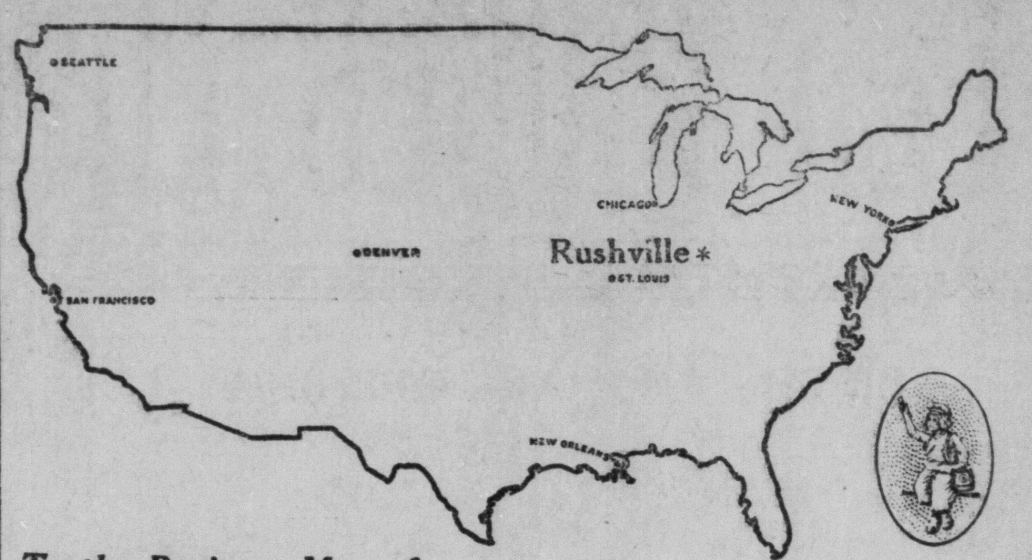 SEATTLE
CHICAGO
NEW YORK
DENVER
Rushville *
ST. LOUIS
SAN FRANCISCO
NEW ORLEANS